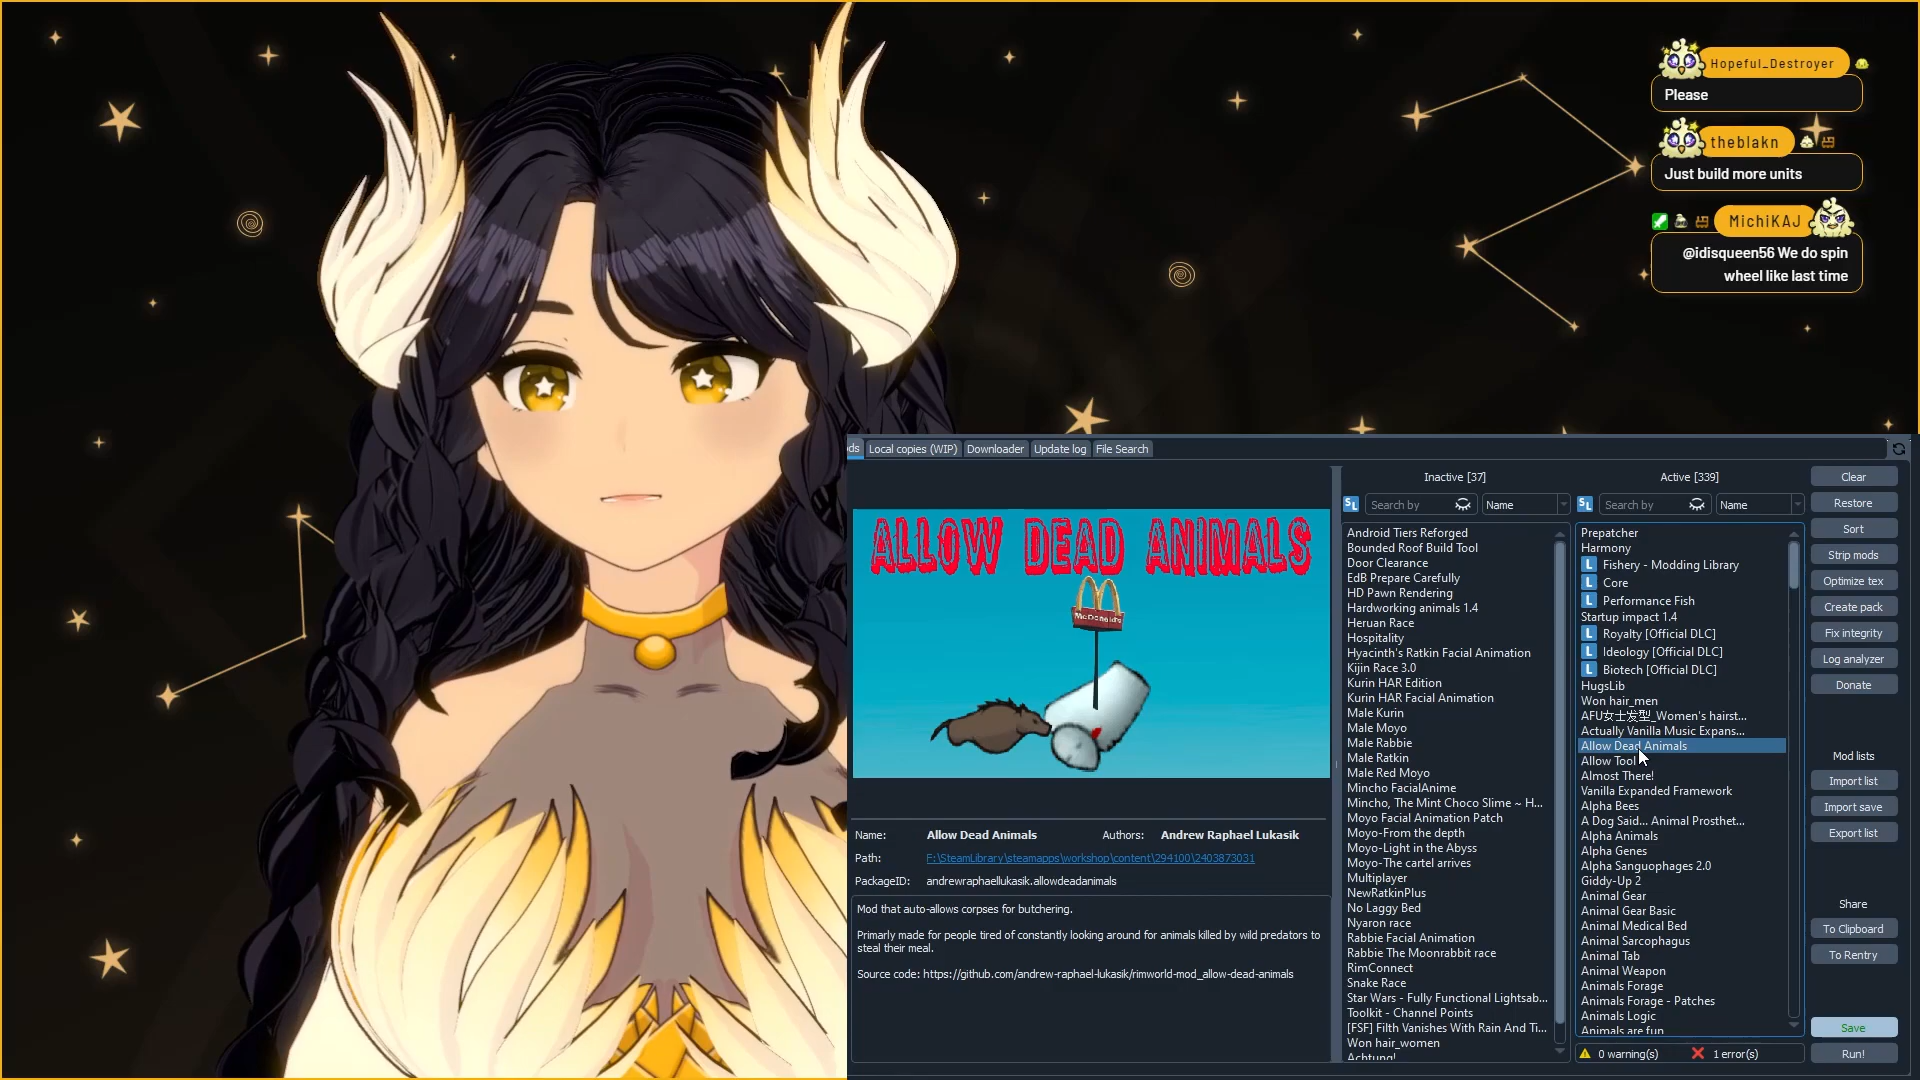 Hopeful_Destroyer
Please
theblakn
Just build more units
MichiKAJ
@idisqueen56 We do spin
wheel like last time
ds
Local copies (WIP)
Downloader
Update log
File Search
ALLOW DEAD ANIMALS
McDonald's
Name: Allow Dead Animals
Authors: Andrew Raphael Lukasik
Path: F:\SteamLibrary\steamapps\workshop\content\294100\2403873031
PackageID: andrewraphaellukasik.allowdeadanimals
Mod that auto-allows corpses for butchering.
Primarly made for people tired of constantly looking around for animals killed by wild predators to
steal their meal.
Source code: https://github.com/andrew-raphael-lukasik/rimworld-mod_allow-dead-animals
Inactive [37]
SL
Search by
Name
Android Tiers Reforged
Bounded Roof Build Tool
Door Clearance
EdB Prepare Carefully
HD Pawn Rendering
Hardworking animals 1.4
Heruan Race
Hospitality
Hyacinth's Ratkin Facial Animation
Kijin Race 3.0
Kurin HAR Edition
Kurin HAR Facial Animation
Male Kurin
Male Moyo
Male Rabbie
Male Ratkin
Male Red Moyo
Mincho FacialAnime
Mincho, The Mint Choco Slime ~ H...
Moyo Facial Animation Patch
Moyo-From the depth
Moyo-Light in the Abyss
Moyo-The cartel arrives
Multiplayer
NewRatkinPlus
No Laggy Bed
Nyaron race
Rabbie Facial Animation
Rabbie The Moonrabbit race
RimConnect
Snake Race
Star Wars - Fully Functional Lightsab...
Toolkit - Channel Points
[FSF] Filth Vanishes With Rain And Ti...
Won hair_women
Achtung!
Active [339]
SL
Search by
Name
Prepatcher
Harmony
L Fishery - Modding Library
L Core
L Performance Fish
Startup impact 1.4
L Royalty [Official DLC]
L Ideology [Official DLC]
L Biotech [Official DLC]
HugsLib
Won hair_men
AFU女士发型_Women's hairst...
Actually Vanilla Music Expans...
Allow Dead Animals
Allow Tool
Almost There!
Vanilla Expanded Framework
Alpha Bees
A Dog Said... Animal Prosthet...
Alpha Animals
Alpha Genes
Alpha Sanguophages 2.0
Giddy-Up 2
Animal Gear
Animal Gear Basic
Animal Medical Bed
Animal Sarcophagus
Animal Tab
Animal Weapon
Animals Forage
Animals Forage - Patches
Animals Logic
Animals are fun
0 warning(s)
1 error(s)
Clear
Restore
Sort
Strip mods
Optimize tex
Create pack
Fix integrity
Log analyzer
Donate
Mod lists
Import list
Import save
Export list
Share
To Clipboard
To Rentry
Save
Run!